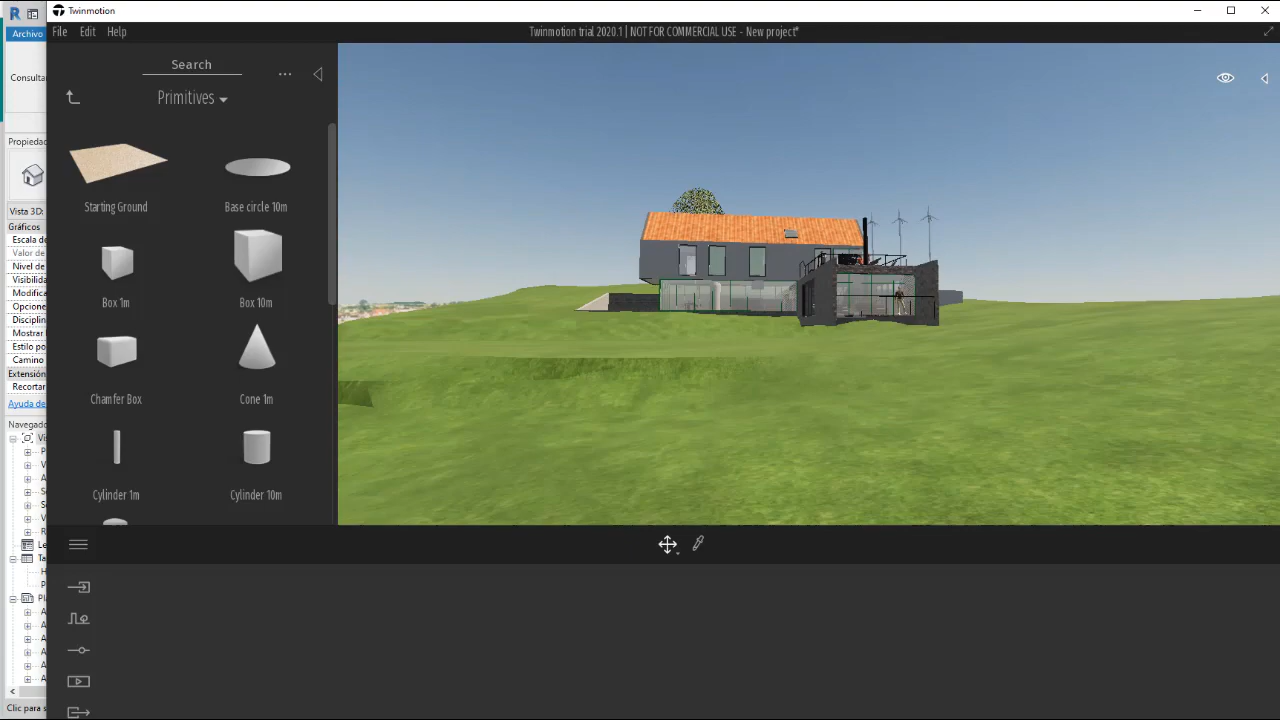 Twinmotion
Archivo
File Edit Help
Twinmotion trial 2020.1 | NOT FOR COMMERCIAL USE - New project*
Search
Primitives
Starting Ground
Base circle 10m
Box 1m
Box 10m
Chamfer Box
Cone 1m
Cylinder 1m
Cylinder 10m
Consultar
Propiedad
Vista 3D:
Gráficos
Escala de
Valor de
Nivel de
Visibilida
Modific
Opcione
Disciplin
Mostrar
Estilo po
Camino
Extensión
Recortar
Ayuda de
Navegado
Clic para s